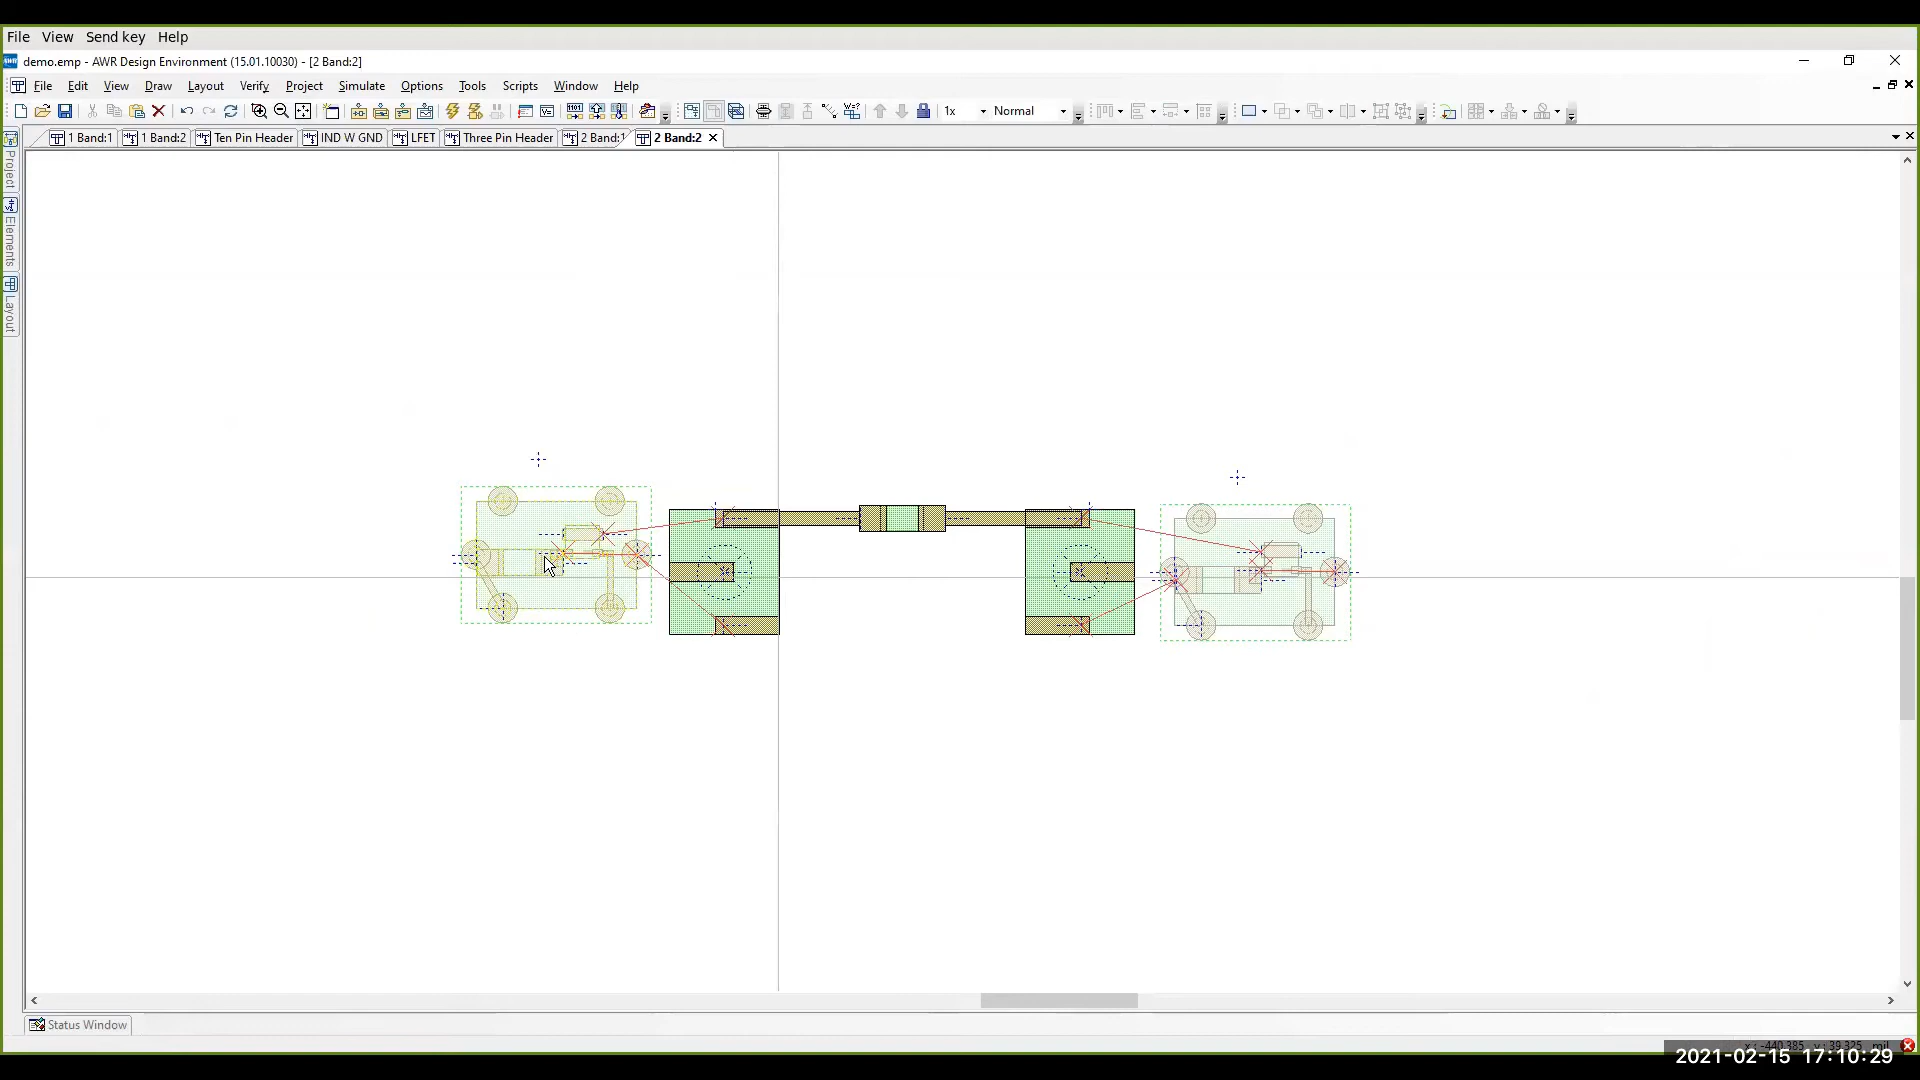 File View Send key Help
demo.emp - AWR Design Environment (15.01.10030) - [2 Band:2]
File Edit View Draw Layout Verify Project Simulate Options Tools Scripts Window Help
1x Normal
1 Band:1 1 Band:2 Ten Pin Header IND W GND LFET Three Pin Header 2 Band:1 2 Band:2
Project
Elements
Layout
Status Window
2021-02-15 17:10:29